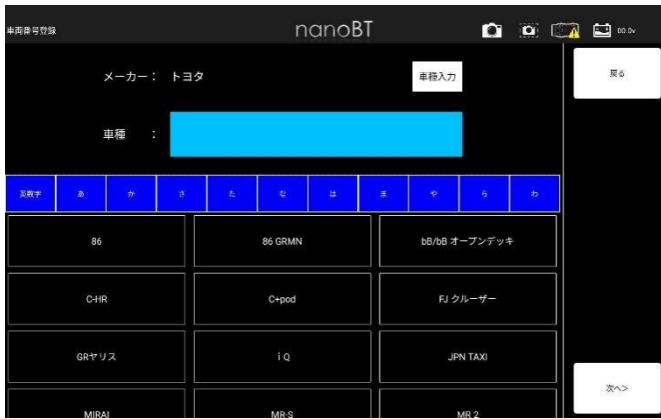 車両番号登録
nanoBT
00.0v
メーカー： トヨタ
車種入力
戻る
車種 ：
英数字 あ か さ た な は ま や ら わ
86 86 GRMN bB/bB オープンデッキ
C-HR C+pod FJ クルーザー
GRヤリス i Q JPN TAXI
次へ>
MIRAI MR-S MR 2